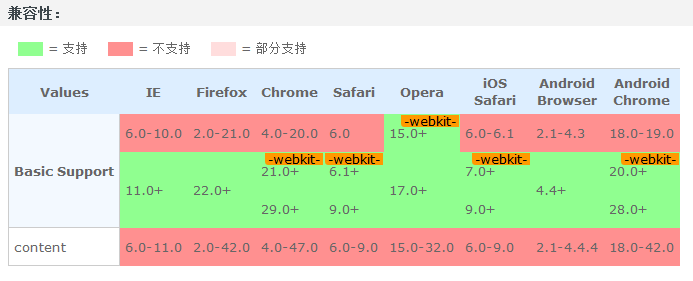 兼容性：
= 支持 = 不支持 = 部分支持
Values IE Firefox Chrome Safari Opera iOS Safari Android Browser Android Chrome
Basic Support
6.0-10.0 2.0-21.0 4.0-20.0 6.0 -webkit- 15.0+ 6.0-6.1 2.1-4.3 18.0-19.0
-webkit- -webkit- -webkit- -webkit-
21.0+ 6.1+ 7.0+ 20.0+
11.0+ 22.0+ 17.0+ 4.4+
29.0+ 9.0+ 9.0+ 28.0+
content 6.0-11.0 2.0-42.0 4.0-47.0 6.0-9.0 15.0-32.0 6.0-9.0 2.1-4.4.4 18.0-42.0